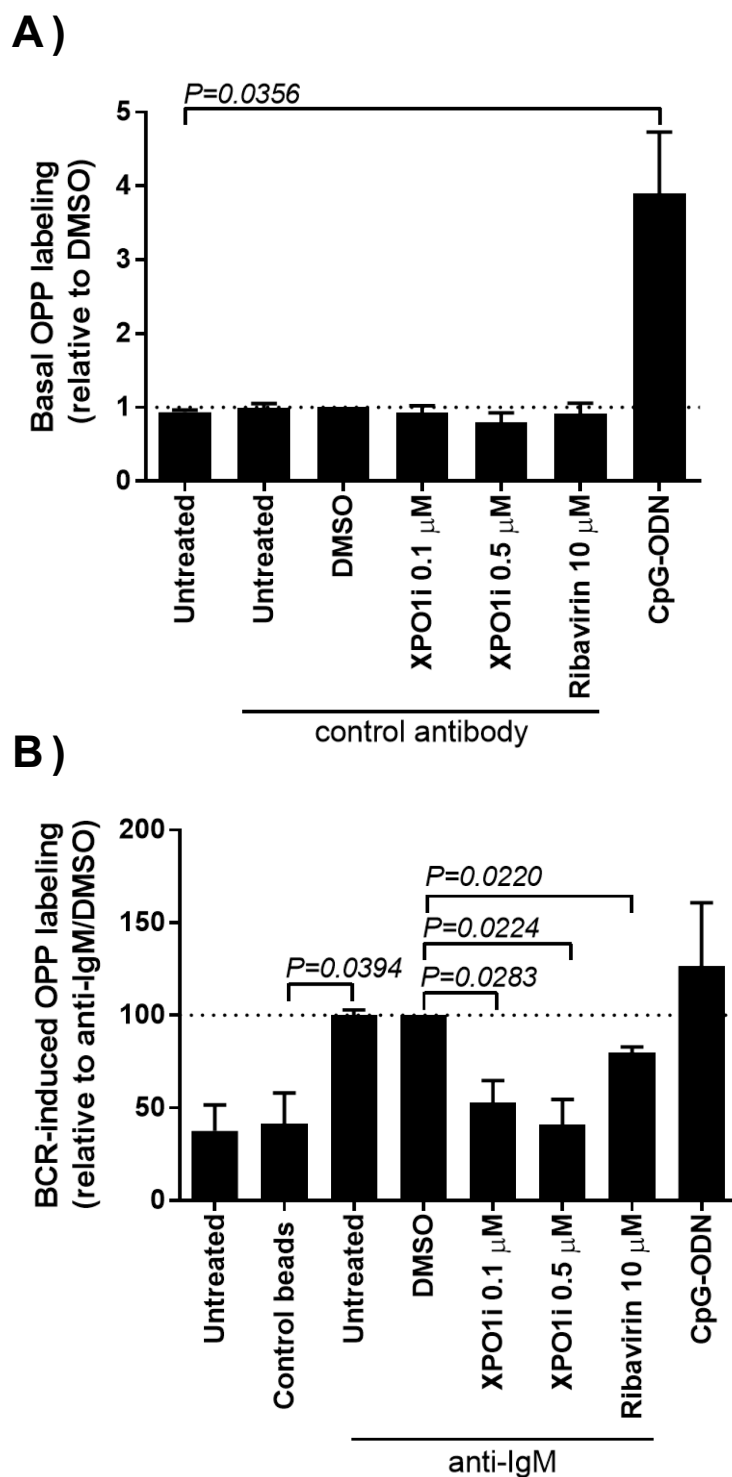 A )
P=0.0356
Basal OPP labeling
(relative to DMSO)
5
4
3
2
1
0
Untreated
Untreated
DMSO
XPO1i 0.1 μM
XPO1i 0.5 μM
Ribavirin 10 μM
CpG-ODN
control antibody
B )
BCR-induced OPP labeling
(relative to anti-IgM/DMSO)
200
150
100
50
0
P=0.0220
P=0.0224
P=0.0394
P=0.0283
Untreated
Control beads
Untreated
DMSO
XPO1i 0.1 μM
XPO1i 0.5 μM
Ribavirin 10 μM
CpG-ODN
anti-IgM